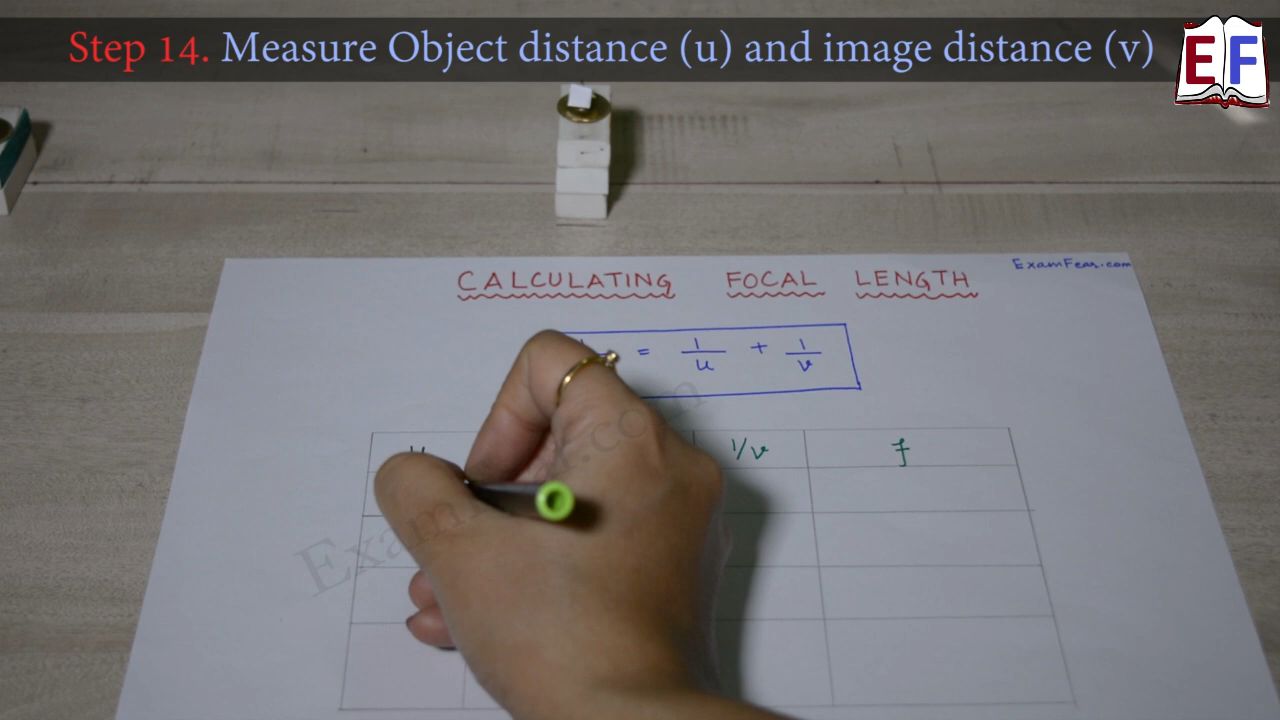 Step 14. Measure Object distance (u) and image distance (v)
EF
ExamFear.com
CALCULATING FOCAL LENGTH
= 1/u + 1/v
u 1/v f